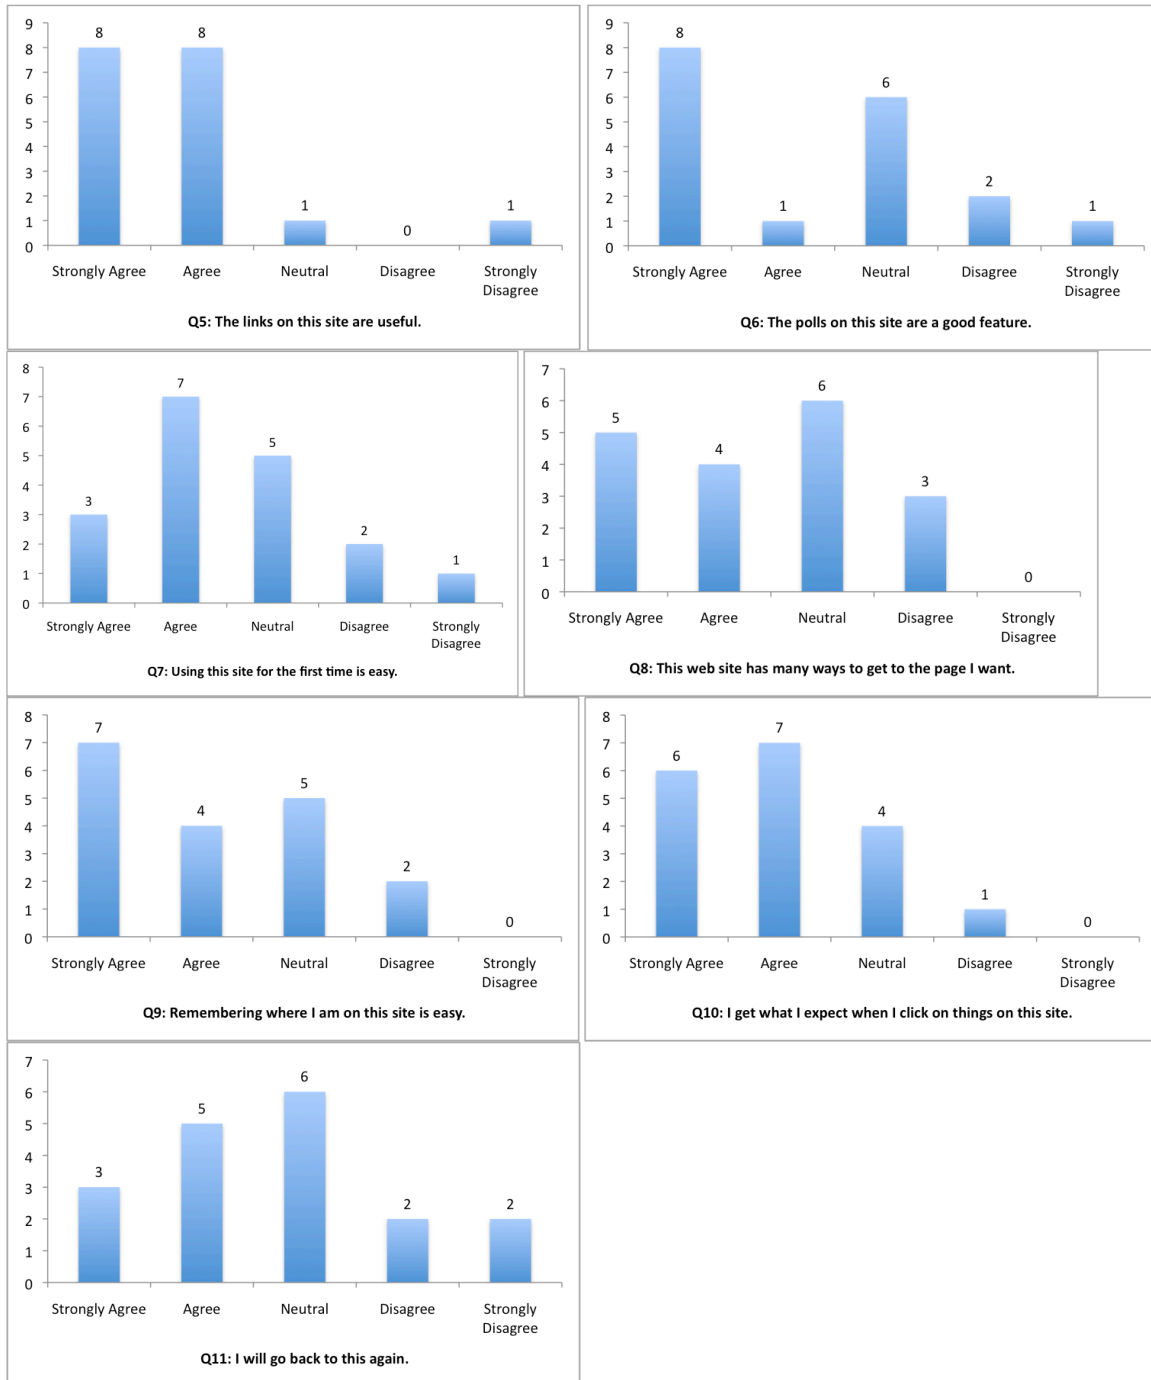 9
8
7
6
5
4
3
2
1
0
8
8
1
0
1
Strongly Agree
Agree
Neutral
Disagree
Strongly
Disagree
Q5: The links on this site are useful.
9
8
7
6
5
4
3
2
1
0
8
1
6
2
1
Strongly Agree
Agree
Neutral
Disagree
Strongly
Disagree
Q6: The polls on this site are a good feature.
8
7
6
5
4
3
2
1
0
3
7
5
2
1
Strongly Agree
Agree
Neutral
Disagree
Strongly
Disagree
Q7: Using this site for the first time is easy.
7
6
5
4
3
2
1
0
5
4
6
3
0
Strongly Agree
Agree
Neutral
Disagree
Strongly
Disagree
Q8: This web site has many ways to get to the page I want.
8
7
6
5
4
3
2
1
0
7
4
5
2
0
Strongly Agree
Agree
Neutral
Disagree
Strongly
Disagree
Q9: Remembering where I am on this site is easy.
8
7
6
5
4
3
2
1
0
6
7
4
1
0
Strongly Agree
Agree
Neutral
Disagree
Strongly
Disagree
Q10: I get what I expect when I click on things on this site.
7
6
5
4
3
2
1
0
3
5
6
2
2
Strongly Agree
Agree
Neutral
Disagree
Strongly
Disagree
Q11: I will go back to this again.